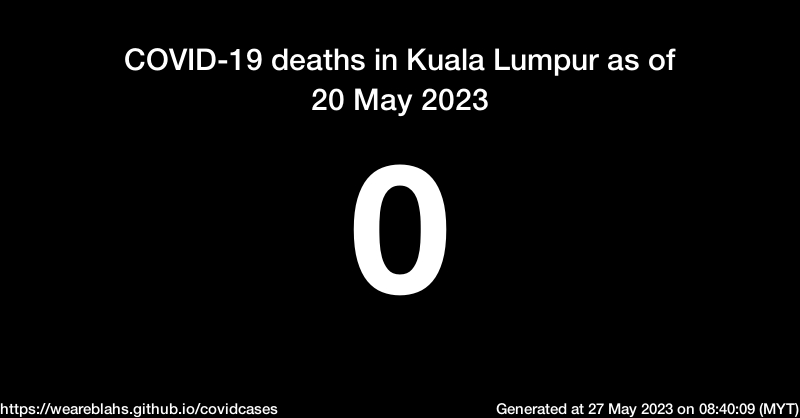 COVID-19 deaths in Kuala Lumpur as of
20 May 2023
0
https://weareblahs.github.io/covidcases
Generated at 27 May 2023 on 08:40:09 (MYT)